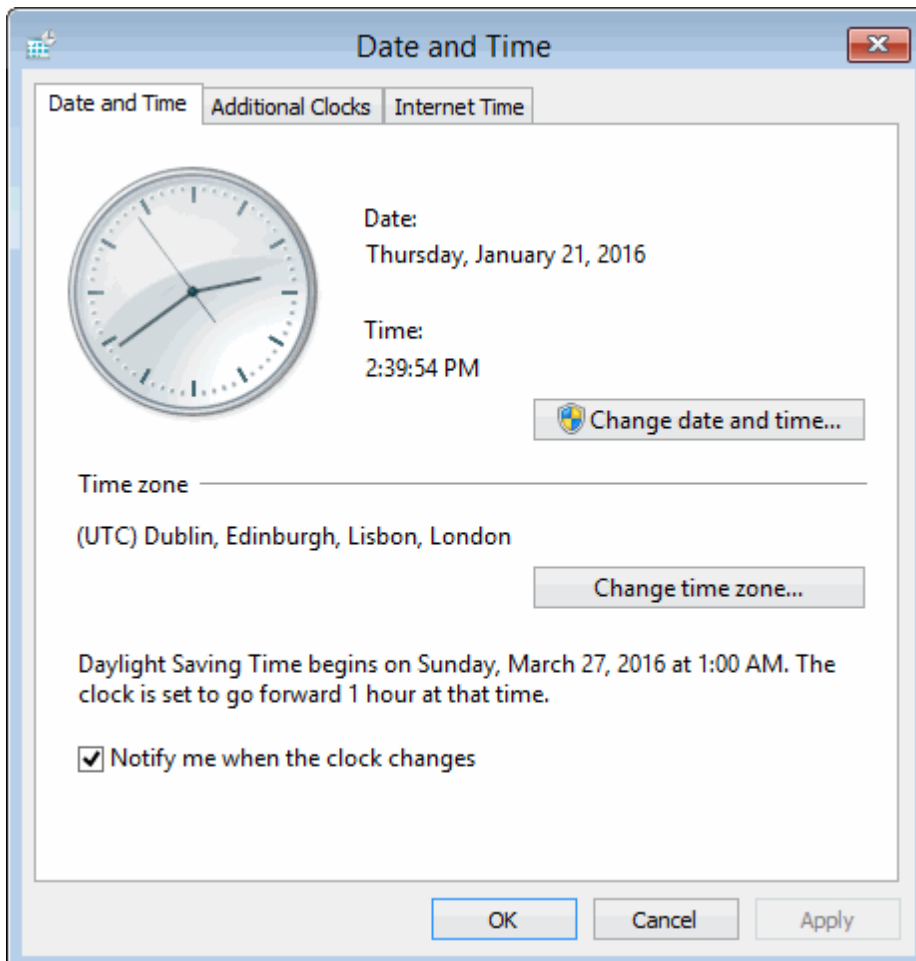 Date and Time
Date and Time
Additional Clocks
Internet Time
Date:
Thursday, January 21, 2016
Time:
2:39:54 PM
Change date and time...
Time zone
(UTC) Dublin, Edinburgh, Lisbon, London
Change time zone...
Daylight Saving Time begins on Sunday, March 27, 2016 at 1:00 AM. The
clock is set to go forward 1 hour at that time.
Notify me when the clock changes
OK
Cancel
Apply